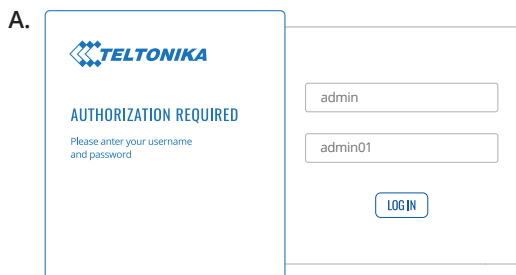 A.
TELTONIKA
AUTHORIZATION REQUIRED
Please anter your username
and password
admin
admin01
LOG IN